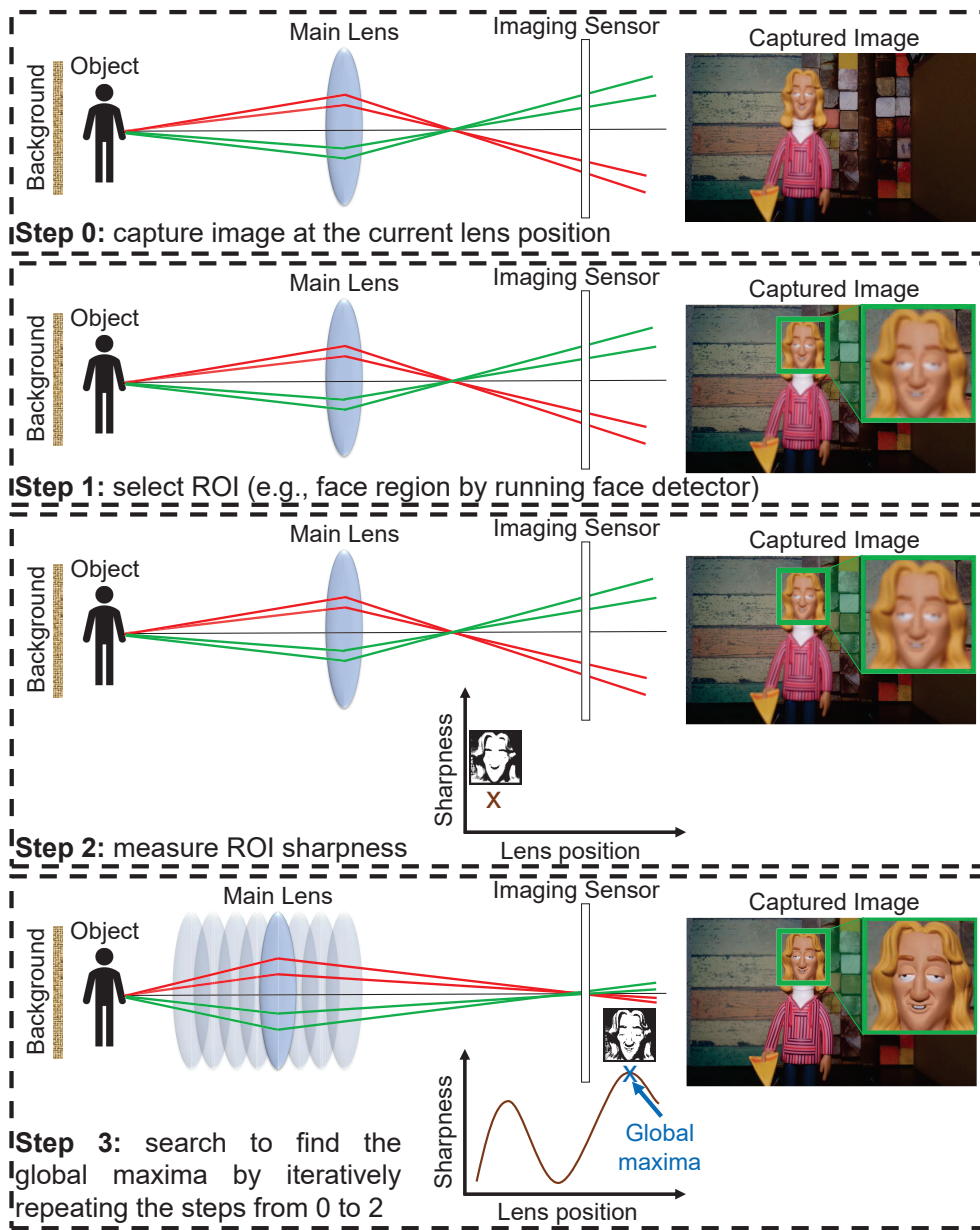 Main Lens
Imaging Sensor
Captured Image
Object
Background
Step 0: capture image at the current lens position
Main Lens
Imaging Sensor
Captured Image
Object
Background
Step 1: select ROI (e.g., face region by running face detector)
Main Lens
Imaging Sensor
Captured Image
Object
Background
Sharpness
X
Lens position
Step 2: measure ROI sharpness
Main Lens
Imaging Sensor
Captured Image
Object
Background
Sharpness
X
Global
maxima
Lens position
Step 3: search to find the
global maxima by iteratively
repeating the steps from 0 to 2